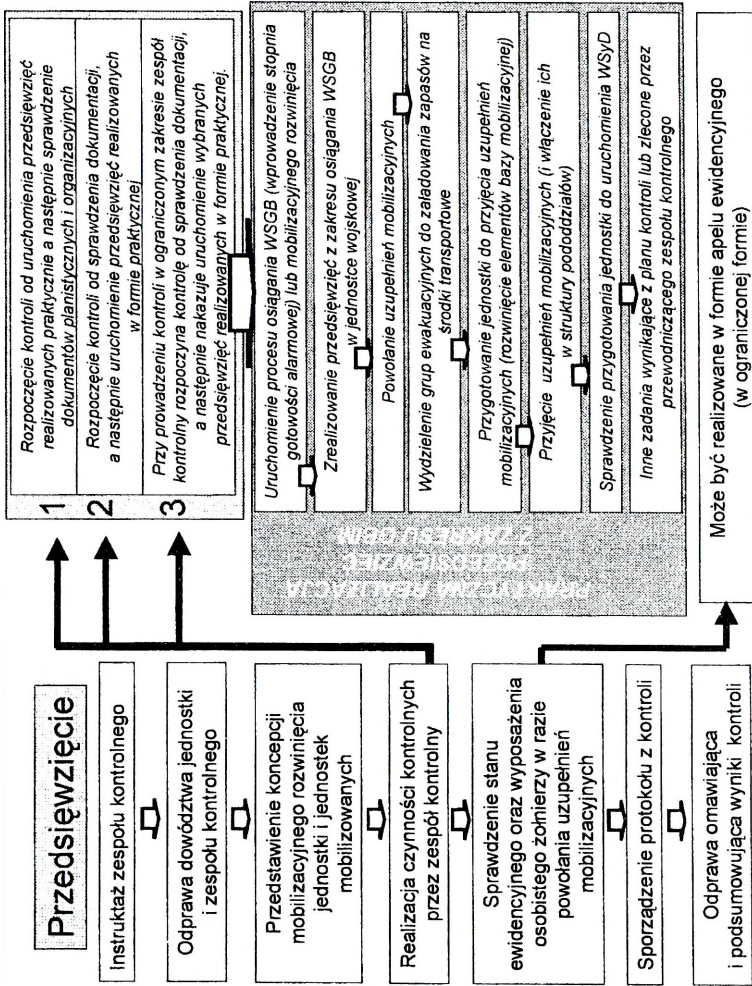 Przedsięwzięcie
Instruktaż zespołu kontrolnego
Odprawa dowództwa jednostki
i zespołu kontrolnego
Przedstawienie koncepcji
mobilizacyjnego rozwinięcia
jednostki i jednostek
mobilizowanych
Realizacja czynności kontrolnych
przez zespół kontrolny
Sprawdzenie stanu
ewidencyjnego oraz wyposażenia
osobistego żołnierzy w razie
powołania uzupełnień
mobilizacyjnych
Sporządzenie protokołu z kontroli
Odprawa omawiająca
i podsumowująca wyniki kontroli
1
Rozpoczęcie kontroli od uruchomienia przedsięwzięć
realizowanych praktycznie a następnie sprawdzenie
dokumentów planistycznych i organizacyjnych
2
Rozpoczęcie kontroli od sprawdzenia dokumentacji,
a następnie uruchomienie przedsięwzięć realizowanych
w formie praktycznej
3
Przy prowadzeniu kontroli w ograniczonym zakresie zespół
kontrolny rozpoczyna kontrolę od sprawdzenia dokumentacji,
a następnie nakazuje uruchomienie wybranych
przedsięwzięć realizowanych w formie praktycznej.
PRAKTYCZNA REALIZACJA
PRZEDSIĘWZIĘĆ
Z ZAKRESU GBIM
Uruchomienie procesu osiągania WSGB (wprowadzenie stopnia
gotowości alarmowej) lub mobilizacyjnego rozwinięcia
Zrealizowanie przedsięwzięć z zakresu osiągania WSGB
w jednostce wojskowej
Powołanie uzupełnień mobilizacyjnych
Wydzielenie grup ewakuacyjnych do załadowania zapasów na
środki transportowe
Przygotowanie jednostki do przyjęcia uzupełnień
mobilizacyjnych (rozwinięcie elementów bazy mobilizacyjnej)
Przyjęcie uzupełnień mobilizacyjnych (i włączenie ich
w struktury pododdziałów)
Sprawdzenie przygotowania jednostki do uruchomienia WSyD
Inne zadania wynikające z planu kontroli lub zlecone przez
przewodniczącego zespołu kontrolnego
Może być realizowane w formie apelu ewidencyjnego
(w ograniczonej formie)